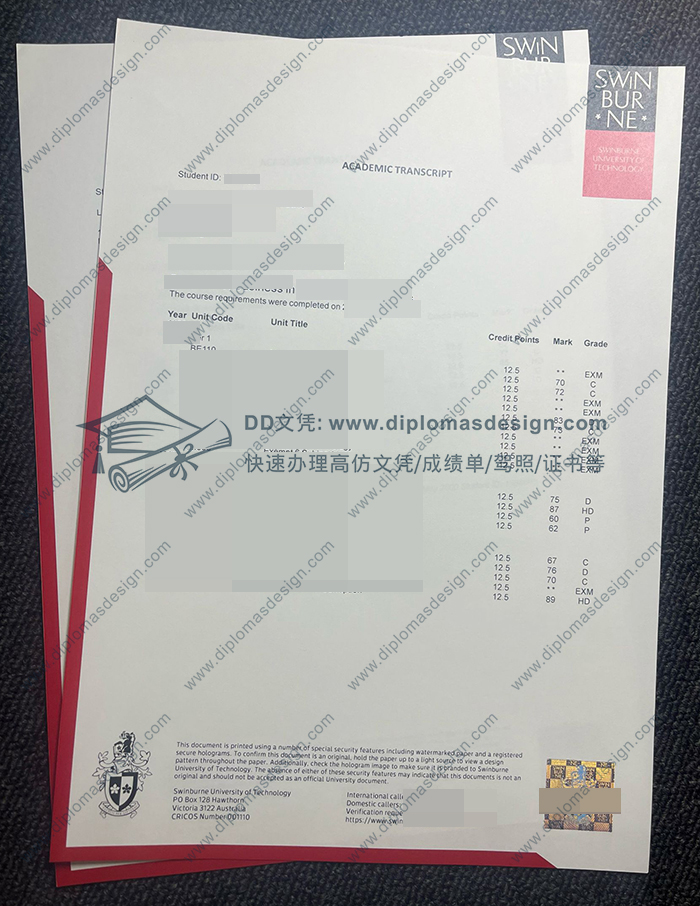 www.diplomasdesign.com
SWIN
BUR
SWIN
BUR
*NE*
SWINBURNE
UNIVERSITY OF
TECHNOLOGY
ACADEMIC TRANSCRIPT
Student ID:
The course requirements were completed on
Year Unit Code Unit Title Credit Points Mark Grade
12.5 ** EXM
12.5 70 C
12.5 72 C
12.5 ** EXM
12.5 ** EXM
12.5
12.5
12.5 ** EXM
DD文凭: www.diplomasdesign.com
快速办理高仿文凭/成绩单/驾照/证书等
12.5 75 D
12.5 87 HD
12.5 60 P
12.5 62 P
12.5 67 C
12.5 76 D
12.5 70 C
12.5 ** EXM
12.5 89 HD
This document is printed using a number of special security features including watermarked paper and a registered
secure holograms. To confirm this document is an original, hold the paper up to a light source to view a design
pattern throughout the paper. Additionally, check the hologram image to make sure it is branded to Swinburne
University of Technology. The absence of either of these security features may indicate that this document is not an
original and should not be accepted as an official University document.
Swinburne University of Technology
PO Box 128 Hawthorn
Victoria 3122 Australia
CRICOS Number 00111D
International
Domestic callers:
Verification